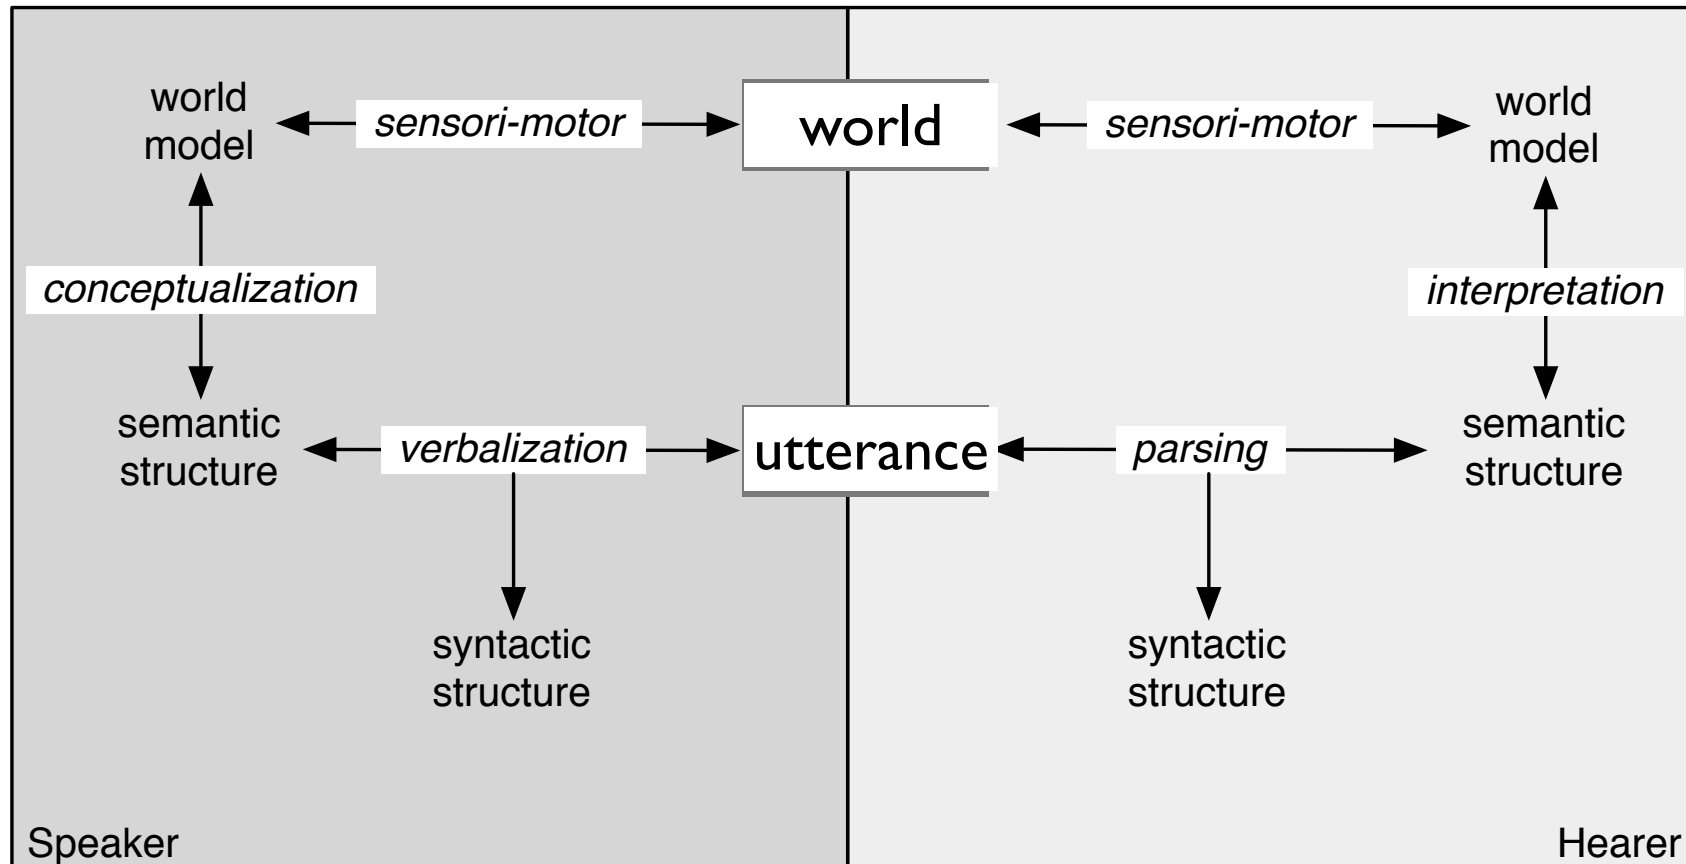 world
model
sensori-motor
world
sensori-motor
world
model
conceptualization
interpretation
semantic
structure
verbalization
utterance
parsing
semantic
structure
syntactic
structure
syntactic
structure
Speaker
Hearer